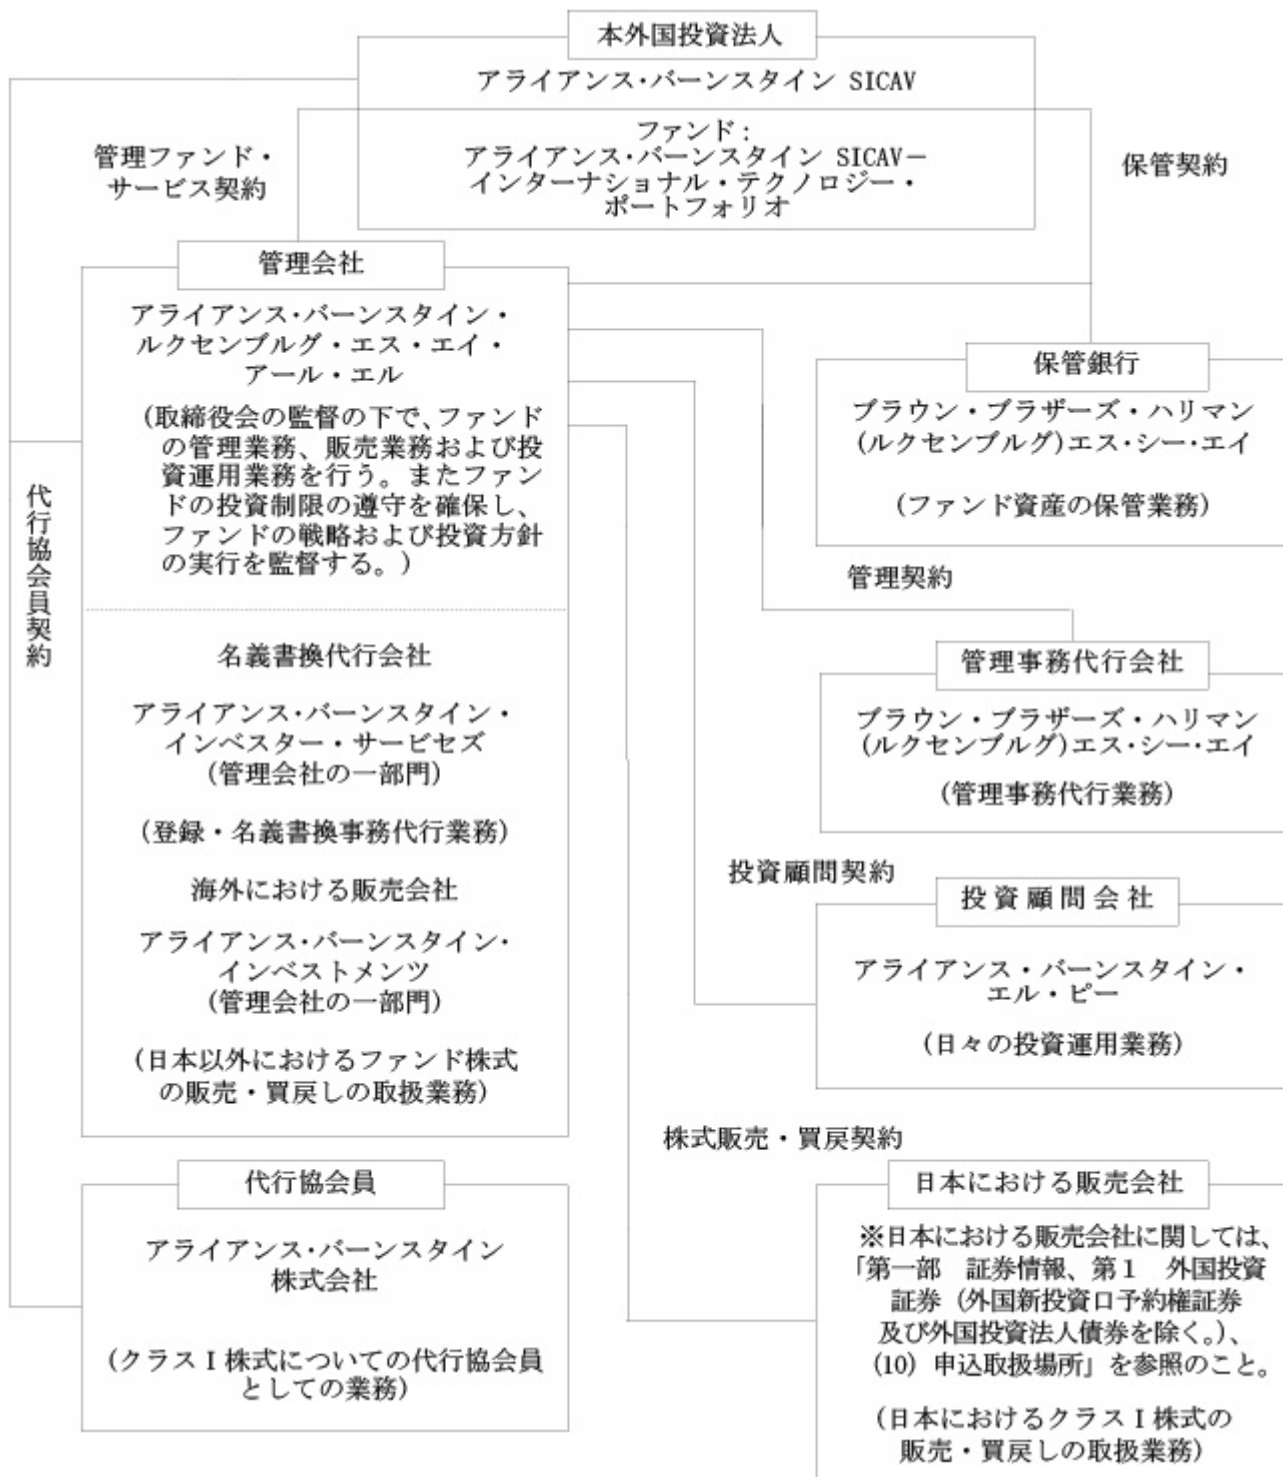 本外国投資法人
アライアンス・バーンスタイン SICAV
ファンド：
アライアンス・バーンスタイン SICAV－
インターナショナル・テクノロジー・
ポートフォリオ
管理ファンド・
サービス契約
保管契約
管理会社
アライアンス・バーンスタイン・
ルクセンブルグ・エス・エイ・
アール・エル
(取締役会の監督の下で、ファンド
の管理業務、販売業務および投
資運用業務を行う。またファン
ドの投資制限の遵守を確保し、
ファンドの戦略および投資方針
の実行を監督する。)
名義書換代行会社
アライアンス・バーンスタイン・
インベスター・サービセズ
(管理会社の一部門)
(登録・名義書換事務代行業務)
海外における販売会社
アライアンス・バーンスタイン・
インベストメンツ
(管理会社の一部門)
(日本以外におけるファンド株式
の販売・買戻しの取扱業務)
代行協会員契約
代行協会員
アライアンス・バーンスタイン
株式会社
(クラスＩ株式についての代行協会員
としての業務)
保管銀行
ブラウン・ブラザーズ・ハリマン
(ルクセンブルグ)エス・シー・エイ
(ファンド資産の保管業務)
管理契約
管理事務代行会社
ブラウン・ブラザーズ・ハリマン
(ルクセンブルグ)エス・シー・エイ
(管理事務代行業務)
投資顧問契約
投資顧問会社
アライアンス・バーンスタイン・
エル・ピー
(日々の投資運用業務)
株式販売・買戻契約
日本における販売会社
※日本における販売会社に関しては、
「第一部　証券情報、第１　外国投資
証券（外国新投資口予約権証券
及び外国投資法人債券を除く。）、
(10) 申込取扱場所」を参照のこと。
(日本におけるクラスＩ株式の
販売・買戻しの取扱業務)